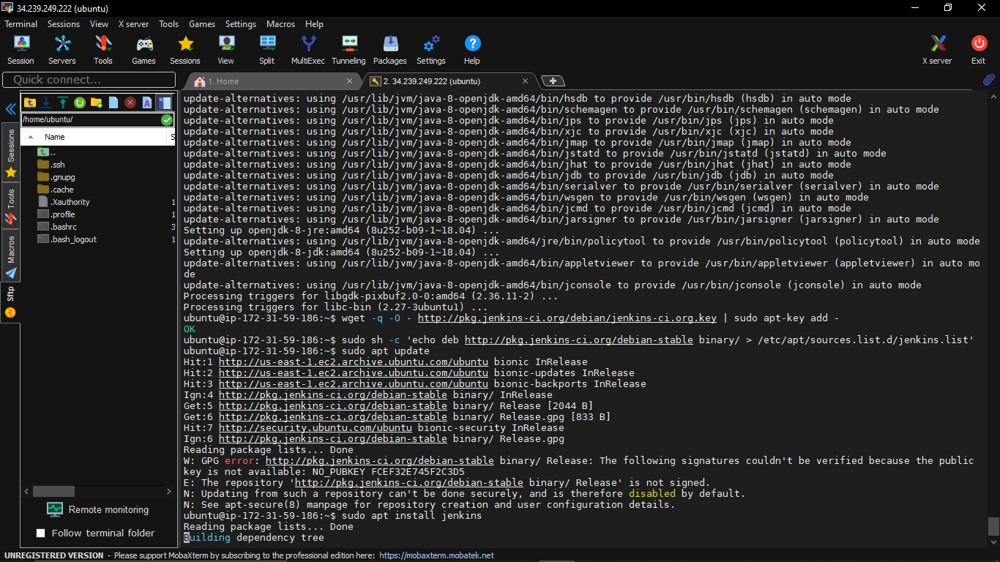 34.239.249.222 (ubuntu)
Terminal Sessions View X server Tools Games Settings Macros Help
Session Servers Tools Games Sessions View Split MultiExec Tunneling Packages Settings Help X server Exit
Quick connect...
1. Home
2. 34.239.249.222 (ubuntu)
/home/ubuntu/
Name S
..
.ssh
.gnupg
.cache
.Xauthority 1
.profile 1
.bashrc 3
.bash_logout 1
Sessions
Tools
Macros
Sftp
Remote monitoring
Follow terminal folder
update-alternatives: using /usr/lib/jvm/java-8-openjdk-amd64/bin/hsdb to provide /usr/bin/hsdb (hsdb) in auto mode
update-alternatives: using /usr/lib/jvm/java-8-openjdk-amd64/bin/schemagen to provide /usr/bin/schemagen (schemagen) in auto mode
update-alternatives: using /usr/lib/jvm/java-8-openjdk-amd64/bin/jps to provide /usr/bin/jps (jps) in auto mode
update-alternatives: using /usr/lib/jvm/java-8-openjdk-amd64/bin/xjc to provide /usr/bin/xjc (xjc) in auto mode
update-alternatives: using /usr/lib/jvm/java-8-openjdk-amd64/bin/jmap to provide /usr/bin/jmap (jmap) in auto mode
update-alternatives: using /usr/lib/jvm/java-8-openjdk-amd64/bin/jstatd to provide /usr/bin/jstatd (jstatd) in auto mode
update-alternatives: using /usr/lib/jvm/java-8-openjdk-amd64/bin/jhat to provide /usr/bin/jhat (jhat) in auto mode
update-alternatives: using /usr/lib/jvm/java-8-openjdk-amd64/bin/jdb to provide /usr/bin/jdb (jdb) in auto mode
update-alternatives: using /usr/lib/jvm/java-8-openjdk-amd64/bin/serialver to provide /usr/bin/serialver (serialver) in auto mode
update-alternatives: using /usr/lib/jvm/java-8-openjdk-amd64/bin/wsgen to provide /usr/bin/wsgen (wsgen) in auto mode
update-alternatives: using /usr/lib/jvm/java-8-openjdk-amd64/bin/jcmd to provide /usr/bin/jcmd (jcmd) in auto mode
update-alternatives: using /usr/lib/jvm/java-8-openjdk-amd64/bin/jarsigner to provide /usr/bin/jarsigner (jarsigner) in auto mode
Setting up openjdk-8-jre:amd64 (8u252-b09-1~18.04) ...
update-alternatives: using /usr/lib/jvm/java-8-openjdk-amd64/jre/bin/policytool to provide /usr/bin/policytool (policytool) in auto mode
Setting up openjdk-8-jdk:amd64 (8u252-b09-1~18.04) ...
update-alternatives: using /usr/lib/jvm/java-8-openjdk-amd64/bin/appletviewer to provide /usr/bin/appletviewer (appletviewer) in auto mo
de
update-alternatives: using /usr/lib/jvm/java-8-openjdk-amd64/bin/jconsole to provide /usr/bin/jconsole (jconsole) in auto mode
Processing triggers for libgdk-pixbuf2.0-0:amd64 (2.36.11-2) ...
Processing triggers for libc-bin (2.27-3ubuntu1) ...
ubuntu@ip-172-31-59-186:~$ wget -q -O - http://pkg.jenkins-ci.org/debian/jenkins-ci.org.key | sudo apt-key add -
OK
ubuntu@ip-172-31-59-186:~$ sudo sh -c 'echo deb http://pkg.jenkins-ci.org/debian-stable binary/ > /etc/apt/sources.list.d/jenkins.list'
ubuntu@ip-172-31-59-186:~$ sudo apt update
Hit:1 http://us-east-1.ec2.archive.ubuntu.com/ubuntu bionic InRelease
Hit:2 http://us-east-1.ec2.archive.ubuntu.com/ubuntu bionic-updates InRelease
Hit:3 http://us-east-1.ec2.archive.ubuntu.com/ubuntu bionic-backports InRelease
Ign:4 http://pkg.jenkins-ci.org/debian-stable binary/ InRelease
Get:5 http://pkg.jenkins-ci.org/debian-stable binary/ Release [2044 B]
Get:6 http://pkg.jenkins-ci.org/debian-stable binary/ Release.gpg [833 B]
Hit:7 http://security.ubuntu.com/ubuntu bionic-security InRelease
Ign:6 http://pkg.jenkins-ci.org/debian-stable binary/ Release.gpg
Reading package lists... Done
W: GPG error: http://pkg.jenkins-ci.org/debian-stable binary/ Release: The following signatures couldn't be verified because the public
key is not available: NO_PUBKEY FCEF32E745F2C3D5
E: The repository 'http://pkg.jenkins-ci.org/debian-stable binary/ Release' is not signed.
N: Updating from such a repository can't be done securely, and is therefore disabled by default.
N: See apt-secure(8) manpage for repository creation and user configuration details.
ubuntu@ip-172-31-59-186:~$ sudo apt install jenkins
Reading package lists... Done
Building dependency tree
UNREGISTERED VERSION - Please support MobaXterm by subscribing to the professional edition here: https://mobaxterm.mobatek.net